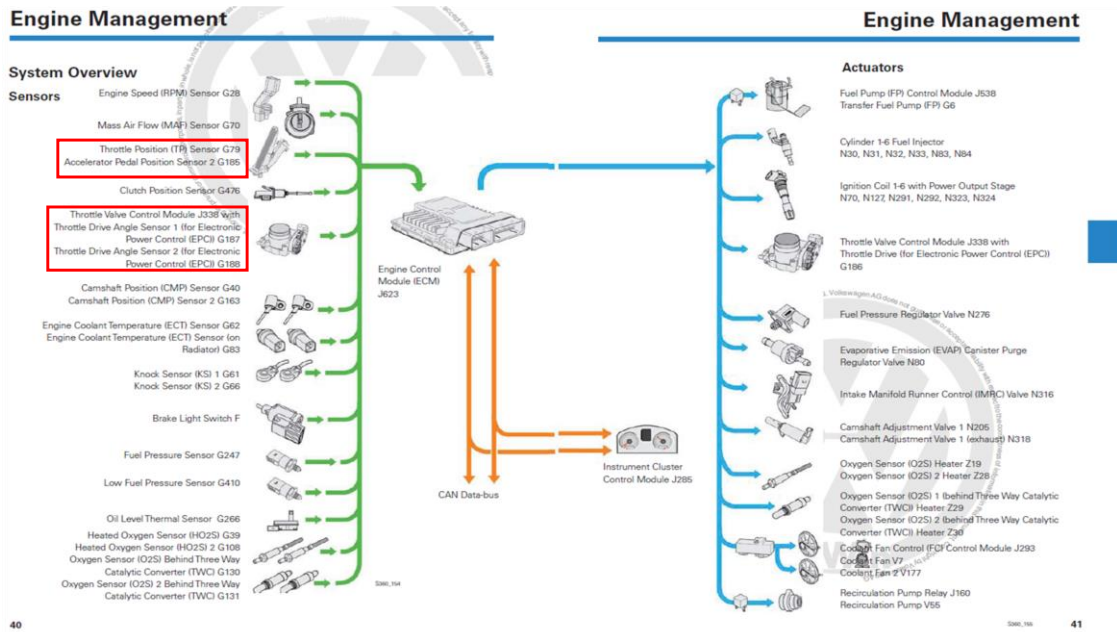 Engine Management
System Overview
Sensors
Engine Speed (RPM) Sensor G28
Mass Air Flow (MAF) Sensor G70
Throttle Position (TP) Sensor G79
Accelerator Pedal Position Sensor 2 G185
Clutch Position Sensor G476
Throttle Valve Control Module J338 with
Throttle Drive Angle Sensor 1 (for Electronic
Power Control (EPC)) G187
Throttle Drive Angle Sensor 2 (for Electronic
Power Control (EPC)) G188
Camshaft Position (CMP) Sensor G40
Camshaft Position (CMP) Sensor 2 G163
Engine Coolant Temperature (ECT) Sensor G62
Engine Coolant Temperature (ECT) Sensor (on
Radiator) G83
Knock Sensor (KS) 1 G61
Knock Sensor (KS) 2 G66
Brake Light Switch F
Fuel Pressure Sensor G247
Low Fuel Pressure Sensor G410
Oil Level Thermal Sensor G266
Heated Oxygen Sensor (HO2S) G39
Heated Oxygen Sensor (HO2S) 2 G108
Oxygen Sensor (O2S) Behind Three Way
Catalytic Converter (TWC) G130
Oxygen Sensor (O2S) 2 Behind Three Way
Catalytic Converter (TWC) G131
S360_194
40
Engine Control
Module (ECM)
J623
CAN Data-bus
Instrument Cluster
Control Module J285
Engine Management
Actuators
Fuel Pump (FP) Control Module J538
Transfer Fuel Pump (FP) G6
Cylinder 1-6 Fuel Injector
N30, N31, N32, N33, N83, N84
Ignition Coil 1-6 with Power Output Stage
N70, N127, N291, N292, N323, N324
Throttle Valve Control Module J338 with
Throttle Drive (for Electronic Power Control (EPC))
G186
Fuel Pressure Regulator Valve N276
Evaporative Emission (EVAP) Canister Purge
Regulator Valve N80
Intake Manifold Runner Control (IMRC) Valve N316
Camshaft Adjustment Valve 1 N205
Camshaft Adjustment Valve 1 (exhaust) N318
Oxygen Sensor (O2S) Heater Z19
Oxygen Sensor (O2S) 2 Heater Z28
Oxygen Sensor (O2S) 1 (behind Three Way Catalytic
Converter (TWC)) Heater Z29
Oxygen Sensor (O2S) 2 (behind Three Way Catalytic
Converter (TWC)) Heater Z30
Coolant Fan Control (FC) Control Module J293
Coolant Fan V7
Coolant Fan 2 V177
Recirculation Pump Relay J160
Recirculation Pump V55
41